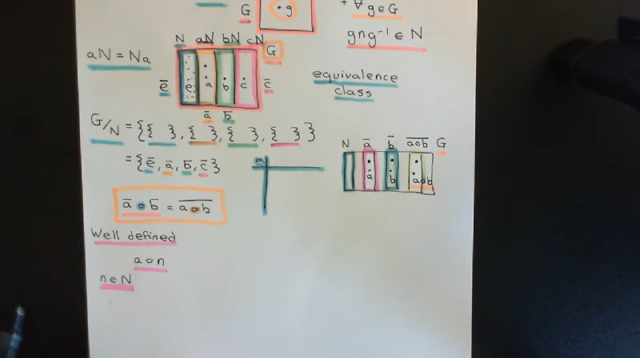 G
• g
∀ g ∈ G
gng⁻¹ ∈ N
N aN bN cN
aN = Na
G
e̅ e a b c c̅
a̅ b̅
equivalence
class
G/N = {{ }, { }, { }, { }}
= {e̅, a̅, b̅, c̅}
N a̅ b̅ a∘b̅ G
a b a∘b
a̅ ∘ b̅ = a∘b̅
Well defined
a∘n
n ∈ N